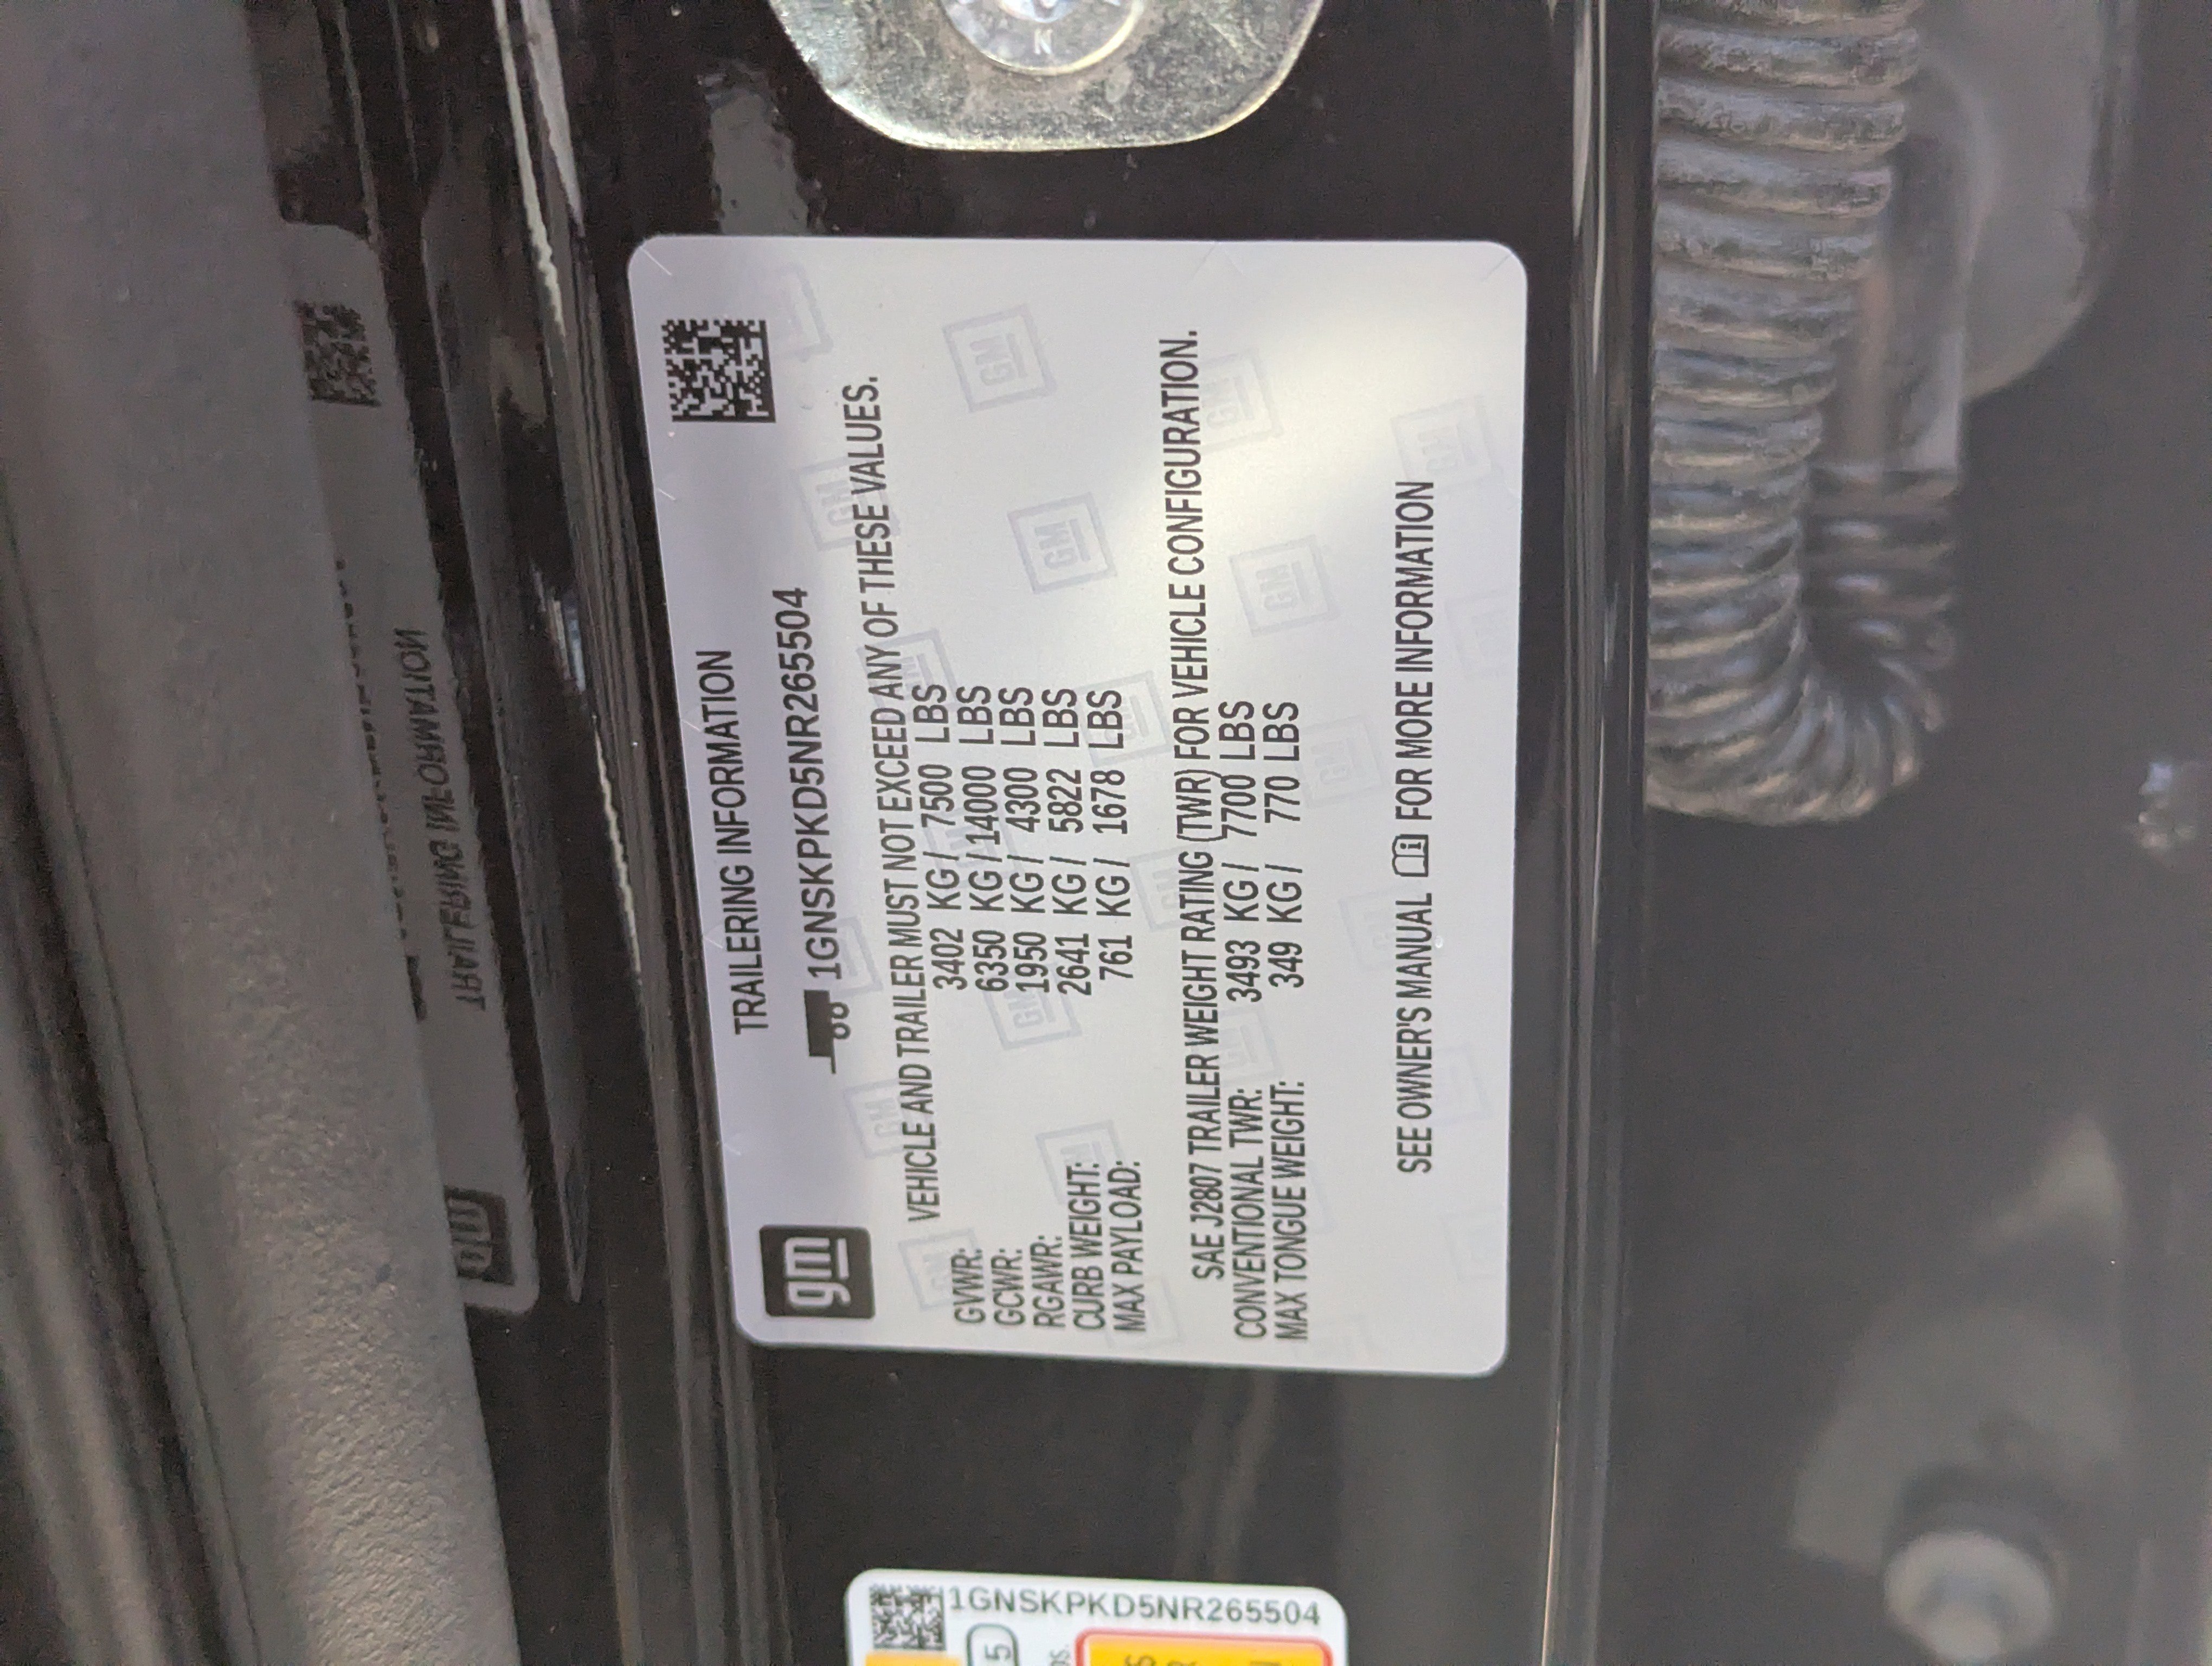 gm
TRAILERING INFORMATION
1GNSKPKD5NR265504
VEHICLE AND TRAILER MUST NOT EXCEED ANY OF THESE VALUES.
GVWR: 3402 KG / 7500 LBS
GCWR: 6350 KG / 14000 LBS
RGAWR: 1950 KG / 4300 LBS
CURB WEIGHT: 2641 KG / 5822 LBS
MAX PAYLOAD: 761 KG / 1678 LBS
SAE J2807 TRAILER WEIGHT RATING (TWR) FOR VEHICLE CONFIGURATION.
CONVENTIONAL TWR: 3493 KG / 7700 LBS
MAX TONGUE WEIGHT: 349 KG / 770 LBS
SEE OWNER'S MANUAL FOR MORE INFORMATION
1GNSKPKD5NR265504
5